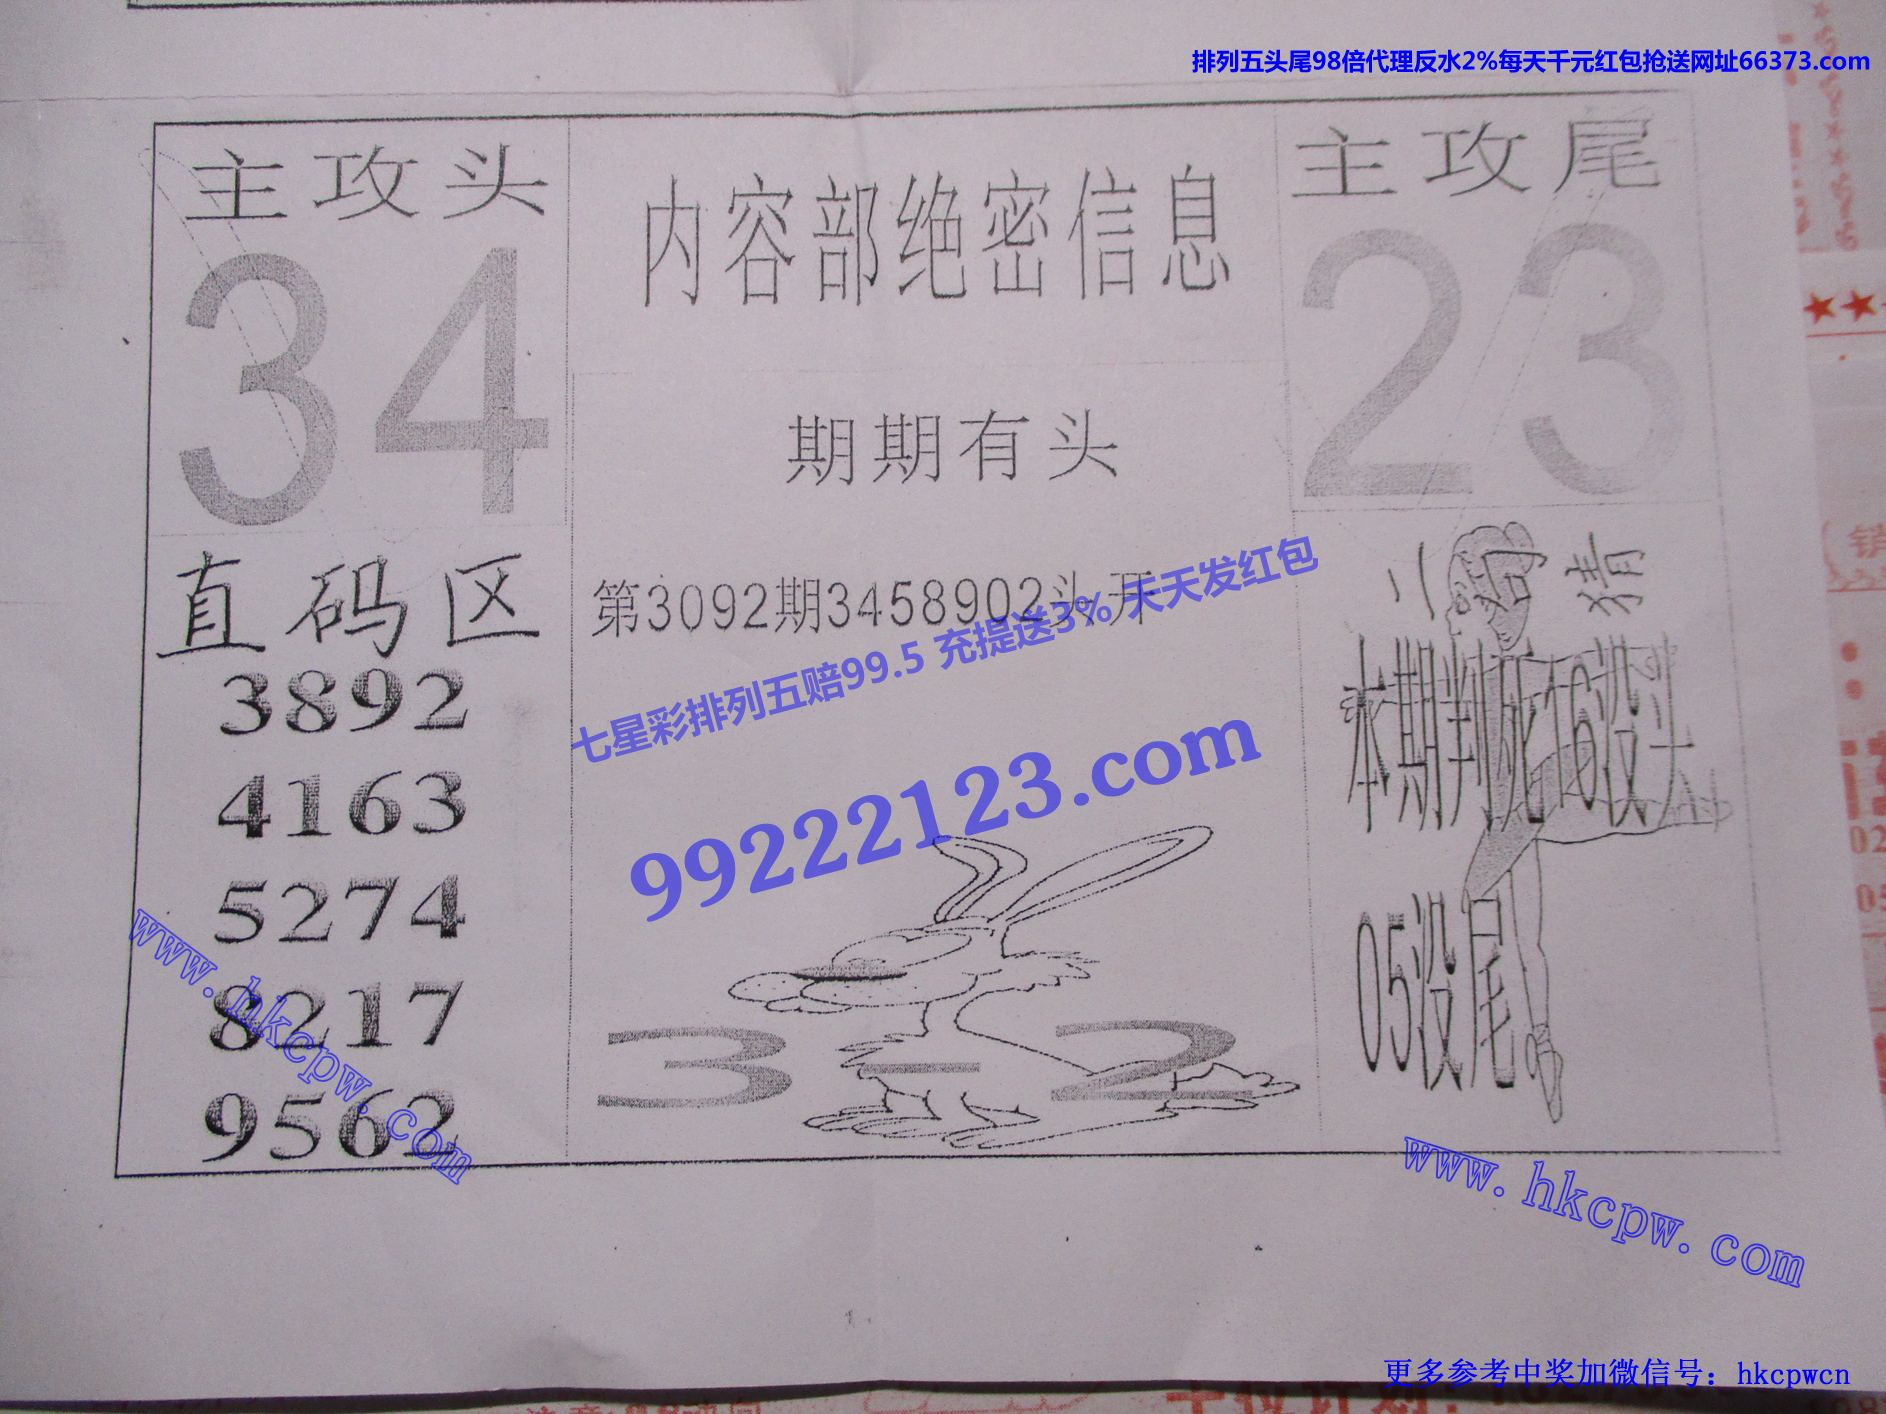 排列五头尾98倍代理反水2%每天千元红包抢送网址66373.com
主攻头
34
内容部绝密信息
主攻尾
23
期期有头
第3092期3458902头开
七星彩排列五赔99.5 充提送3% 天天发红包
99222123.com
直码区
3892
4163
5274
8217
9562
3-2
二句猜
本期判死16没头
05没尾
www.hkcpw.com
www.hkcpw.com
更多参考中奖加微信号：hkcpwcn